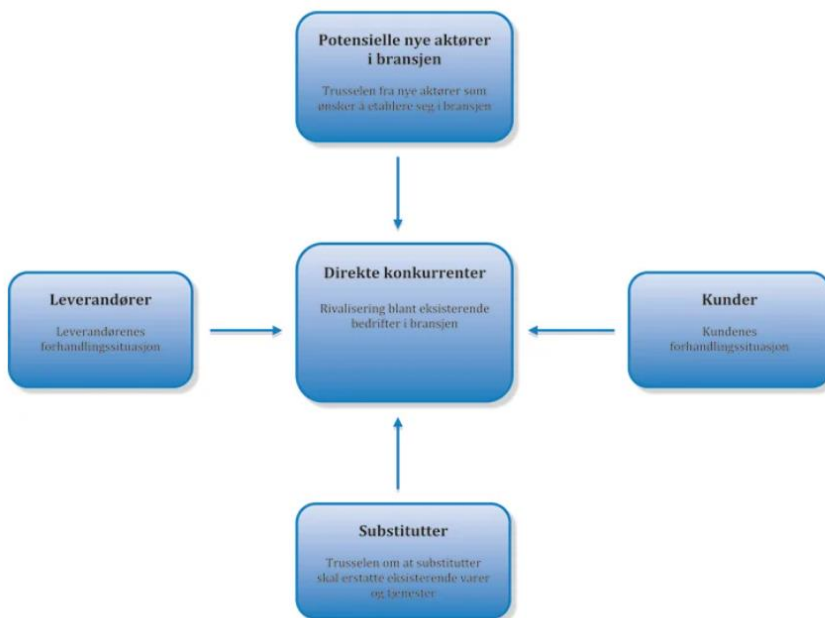 Potensielle nye aktører
i bransjen
Trusselen fra nye aktører som
ønsker å etablere seg i bransjen
Leverandører
Leverandørenes
forhandlingssituasjon
Direkte konkurrenter
Rivalisering blant eksisterende
bedrifter i bransjen
Kunder
Kundenes
forhandlingssituasjon
Substitutter
Trusselen om at substitutter
skal erstatte eksisterende varer
og tjenester